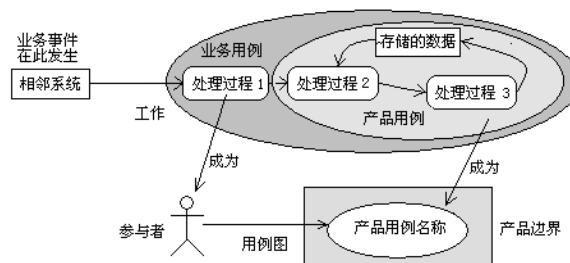 业务事件
在此发生
相邻系统
工作
业务用例
处理过程 1
处理过程 2
存储的数据
处理过程 3
产品用例
成为
成为
参与者
用例图
产品用例名称
产品边界